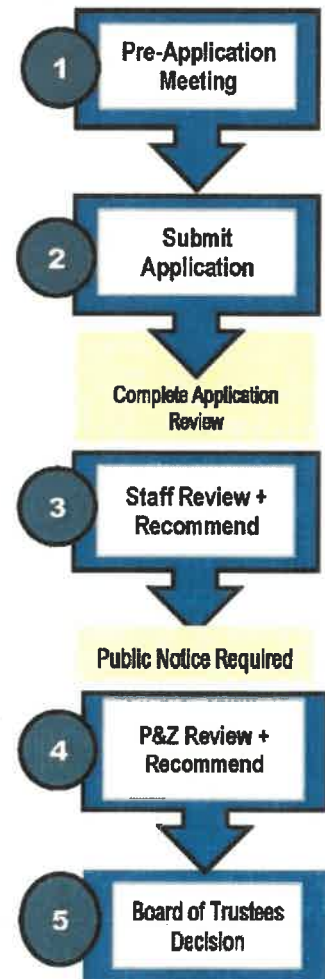 1
Pre-Application
Meeting
2
Submit
Application
Complete Application
Review
3
Staff Review +
Recommend
Public Notice Required
4
P&Z Review +
Recommend
5
Board of Trustees
Decision